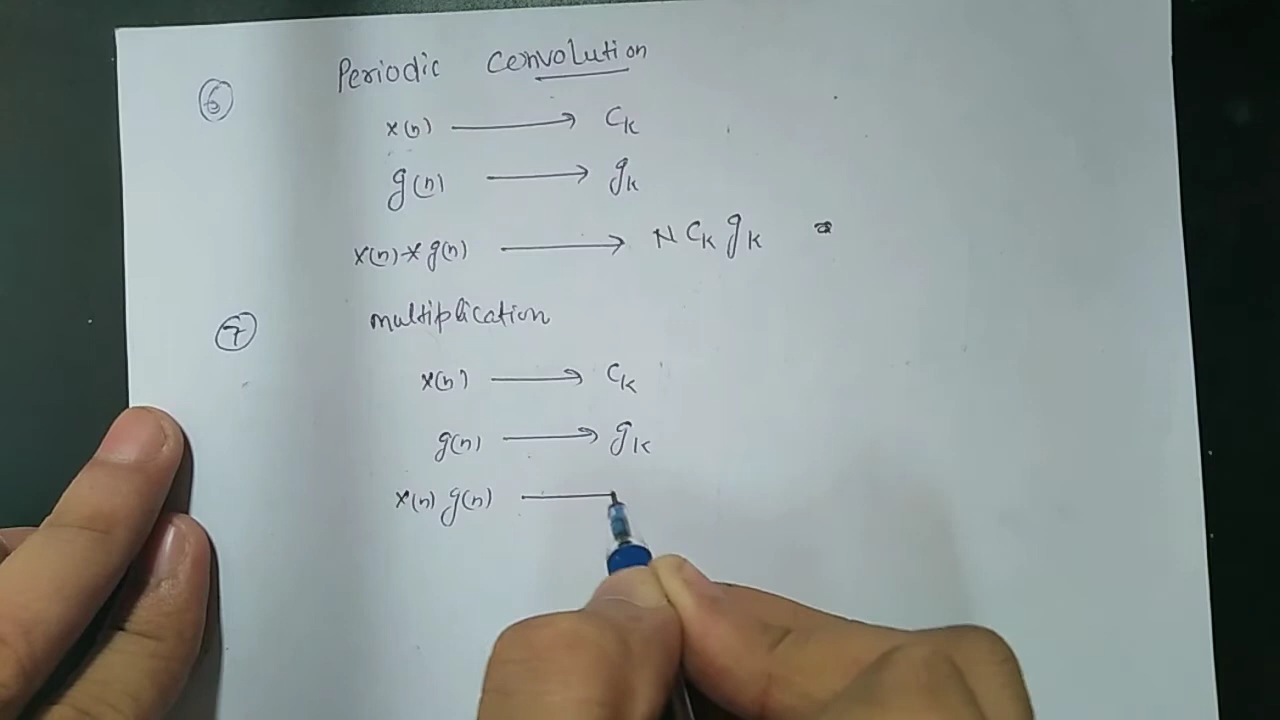 ⑥ Periodic Convolution
x(n) ⟶ Ck
g(n) ⟶ gk
x(n) * g(n) ⟶ N Ck gk
⑦ multiplication
x(n) ⟶ Ck
g(n) ⟶ gk
x(n) g(n) —